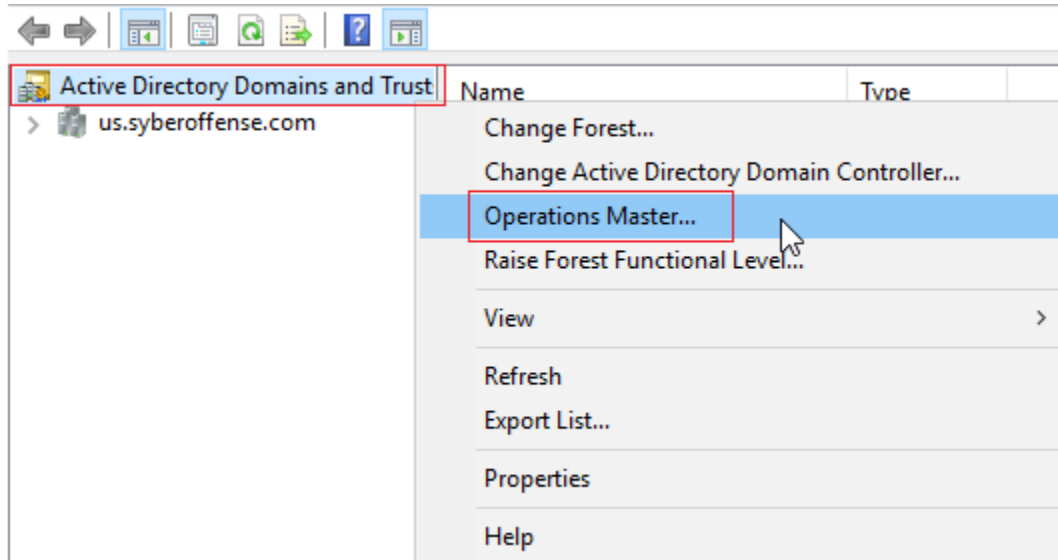 Active Directory Domains and Trust
Name Type
us.syberoffense.com
Change Forest...
Change Active Directory Domain Controller...
Operations Master...
Raise Forest Functional Level...
View
Refresh
Export List...
Properties
Help